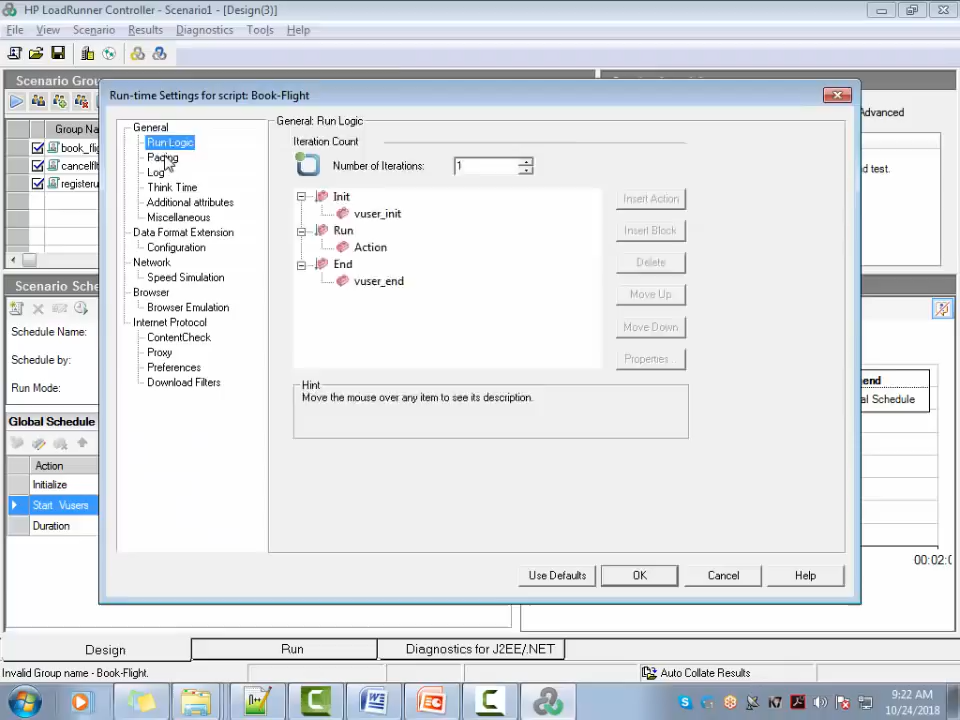 HP LoadRunner Controller - Scenario1 - [Design(3)]
File View Scenario Results Diagnostics Tools Help
Scenario Grou
Group Na
book_fli
cancelflt
registeru
Advanced
nd test.
Run-time Settings for script: Book-Flight
General
Run Logic
Pacing
Log
Think Time
Additional attributes
Miscellaneous
Data Format Extension
Configuration
Network
Speed Simulation
Browser
Browser Emulation
Internet Protocol
ContentCheck
Proxy
Preferences
Download Filters
General: Run Logic
Iteration Count
Number of Iterations: 1
Init
vuser_init
Run
Action
End
vuser_end
Insert Action
Insert Block
Delete
Move Up
Move Down
Properties
Hint
Move the mouse over any item to see its description.
Use Defaults OK Cancel Help
Scenario Sche
Schedule Name:
Schedule by:
Run Mode:
Global Schedule
Action
Initialize
Start Vusers
Duration
end
al Schedule
00:02:0
Design Run Diagnostics for J2EE/.NET
Invalid Group name - Book-Flight.
Auto Collate Results
9:22 AM
10/24/2018